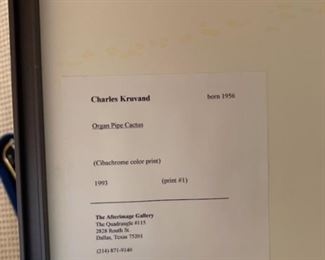 Charles Kruvand born 1956
Organ Pipe Cactus
(Cibachrome color print)
1993 (print #1)
The Afterimage Gallery
The Quadrangle #115
2828 Routh St.
Dallas, Texas 75201
(214) 871-9140